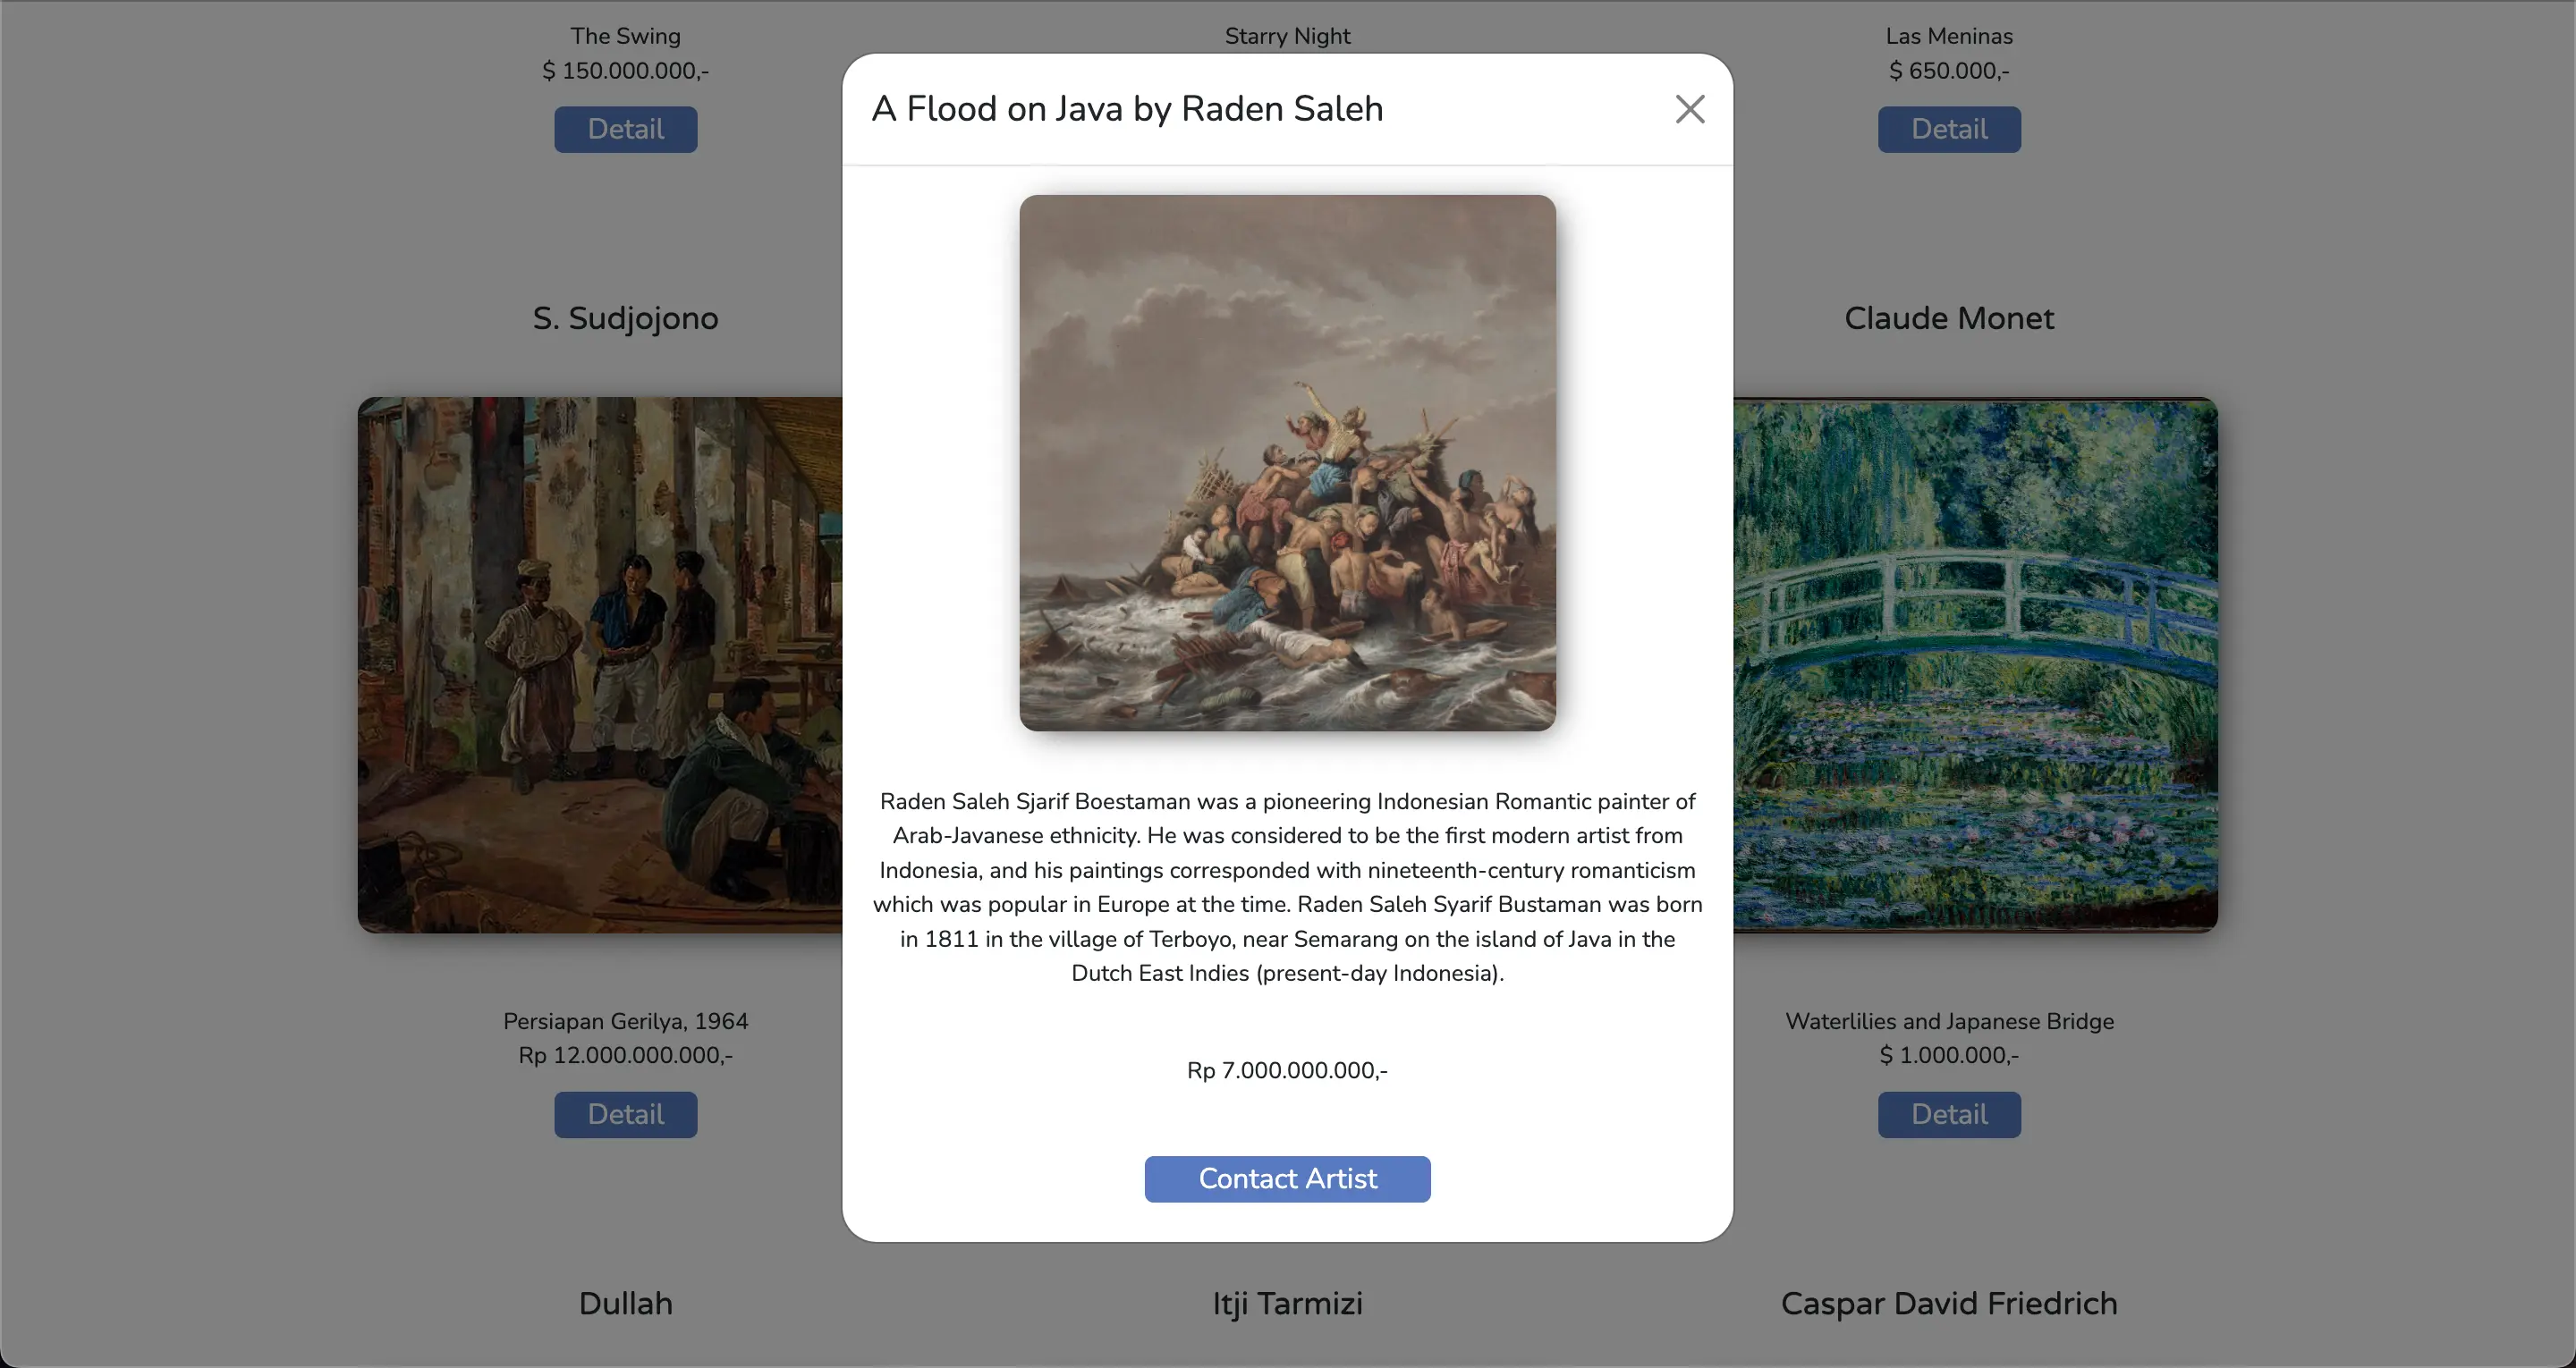 The Swing
$ 150.000.000,-
Detail
Starry Night
Las Meninas
$ 650.000,-
Detail
A Flood on Java by Raden Saleh
Raden Saleh Sjarif Boestaman was a pioneering Indonesian Romantic painter of
Arab-Javanese ethnicity. He was considered to be the first modern artist from
Indonesia, and his paintings corresponded with nineteenth-century romanticism
which was popular in Europe at the time. Raden Saleh Syarif Bustaman was born
in 1811 in the village of Terboyo, near Semarang on the island of Java in the
Dutch East Indies (present-day Indonesia).
Rp 7.000.000.000,-
Contact Artist
S. Sudjojono
Persiapan Gerilya, 1964
Rp 12.000.000.000,-
Detail
Claude Monet
Waterlilies and Japanese Bridge
$ 1.000.000,-
Detail
Dullah
Itji Tarmizi
Caspar David Friedrich